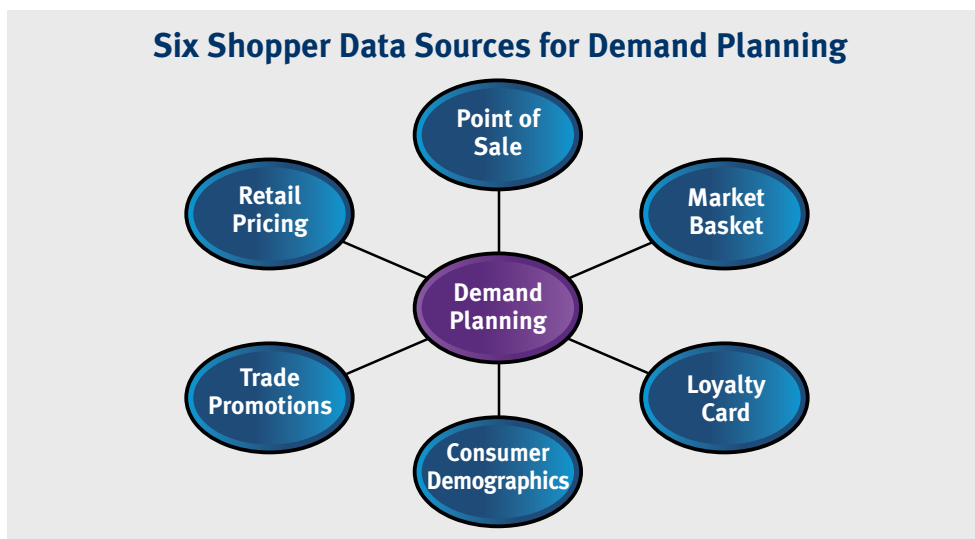 Six Shopper Data Sources for Demand Planning
Point of
Sale
Retail
Pricing
Market
Basket
Demand
Planning
Trade
Promotions
Loyalty
Card
Consumer
Demographics